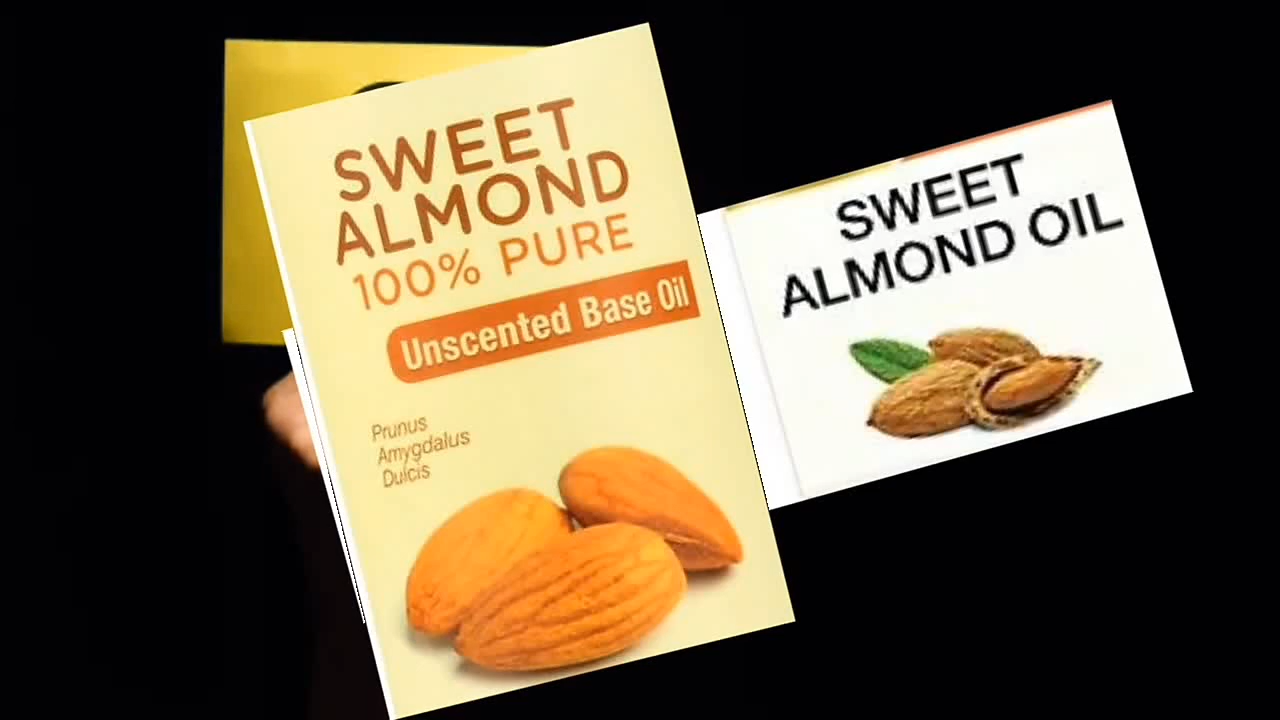 SWEET
ALMOND
100% PURE
Unscented Base Oil
Prunus
Amygdalus
Dulcis
SWEET
ALMOND OIL